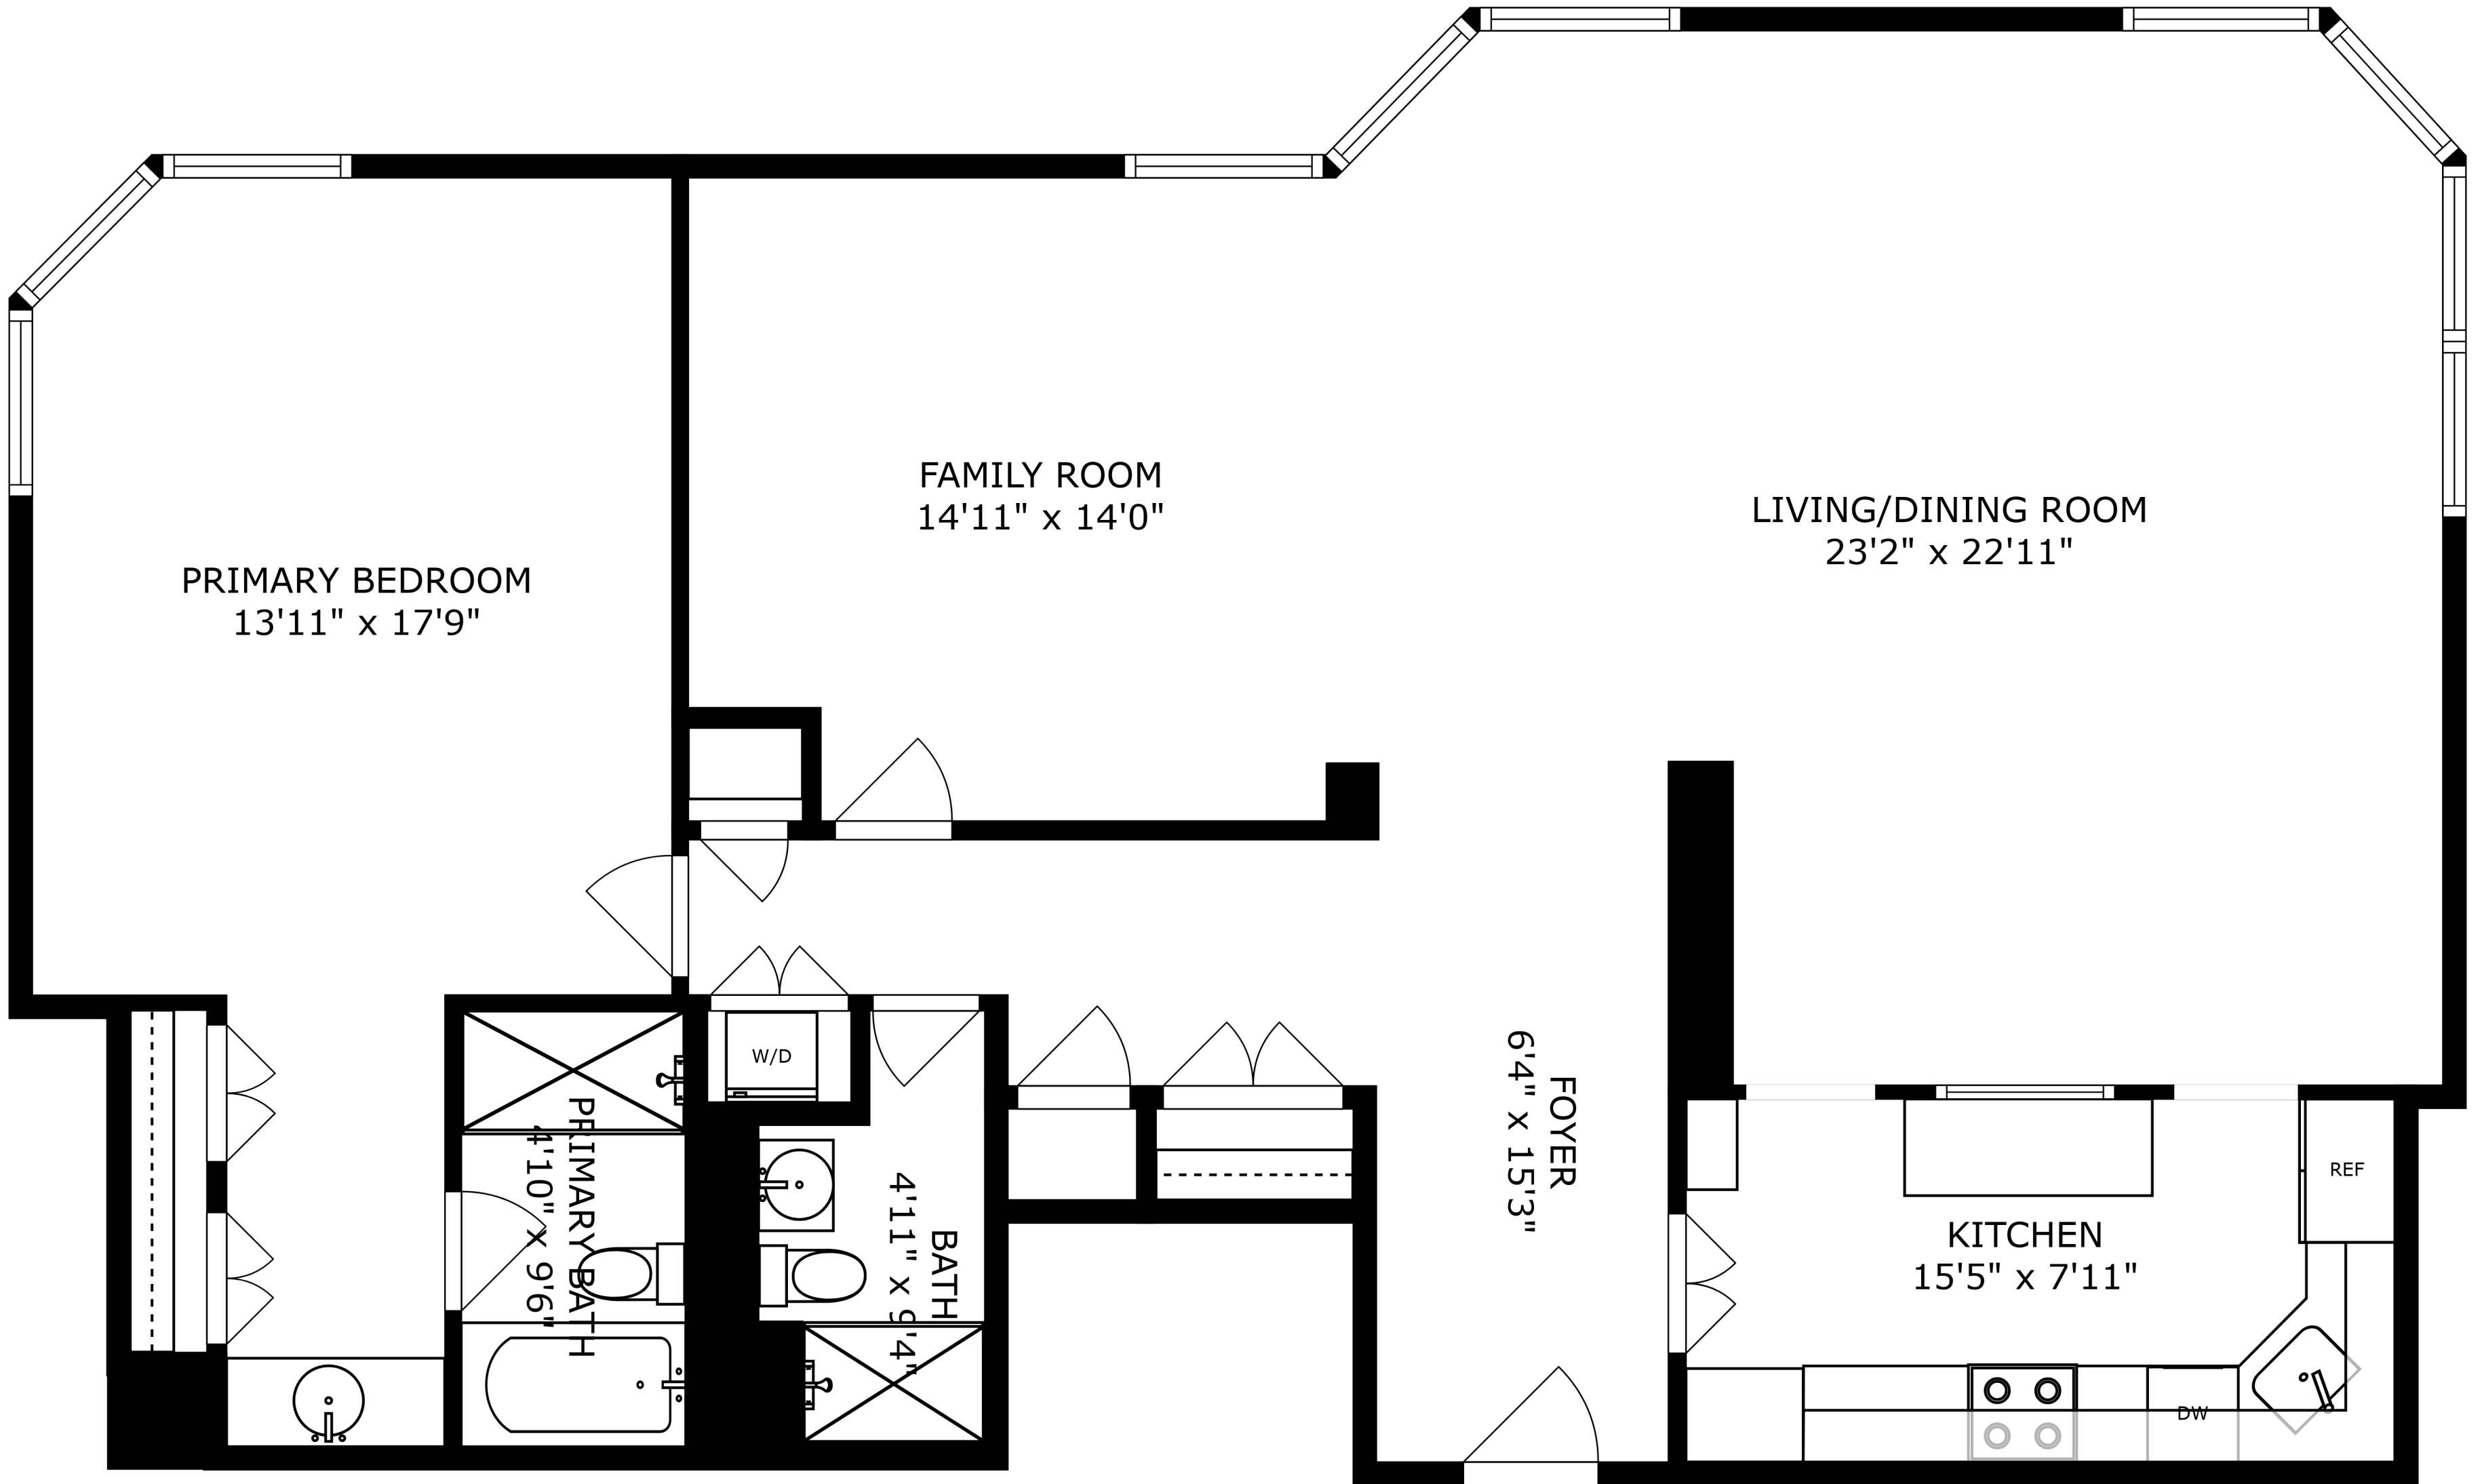 FAMILY ROOM
14'11" x 14'0"
LIVING/DINING ROOM
23'2" x 22'11"
PRIMARY BEDROOM
13'11" x 17'9"
W/D
PRIMARY BATH
4'10" x 9'6"
BATH
4'11" x 9'4"
FOYER
6'4" x 15'3"
REF
KITCHEN
15'5" x 7'11"
DW